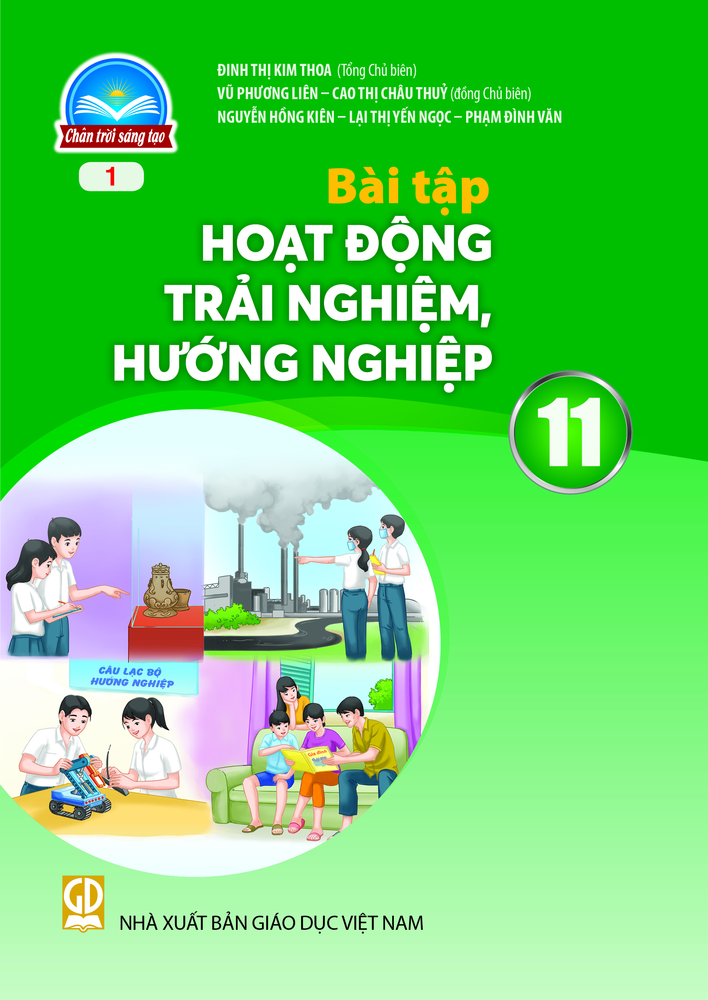 ĐINH THỊ KIM THOA (Tổng Chủ biên)
VŨ PHƯƠNG LIÊN – CAO THỊ CHÂU THUỶ (đồng Chủ biên)
NGUYỄN HỒNG KIÊN – LẠI THỊ YẾN NGỌC – PHẠM ĐÌNH VĂN
Chân trời sáng tạo
1
Bài tập
HOẠT ĐỘNG
TRẢI NGHIỆM,
HƯỚNG NGHIỆP
11
CÂU LẠC BỘ
HƯỚNG NGHIỆP
Gia đình
GD
NHÀ XUẤT BẢN GIÁO DỤC VIỆT NAM